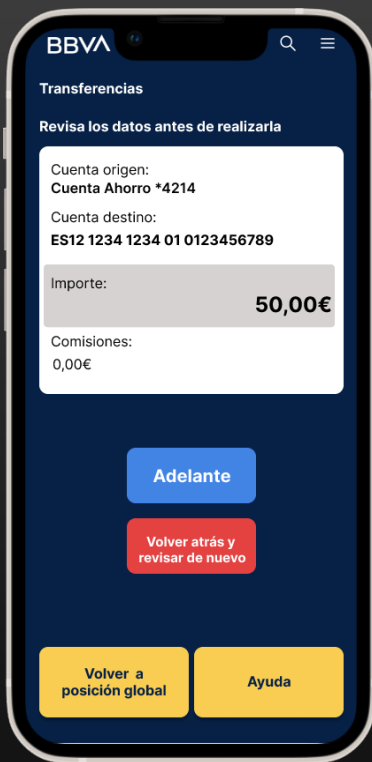 BBVA
Transferencias
Revisa los datos antes de realizarla
Cuenta origen:
Cuenta Ahorro *4214
Cuenta destino:
ES12 1234 1234 01 0123456789
Importe:
50,00€
Comisiones:
0,00€
Adelante
Volver atrás y
revisar de nuevo
Volver a
posición global
Ayuda